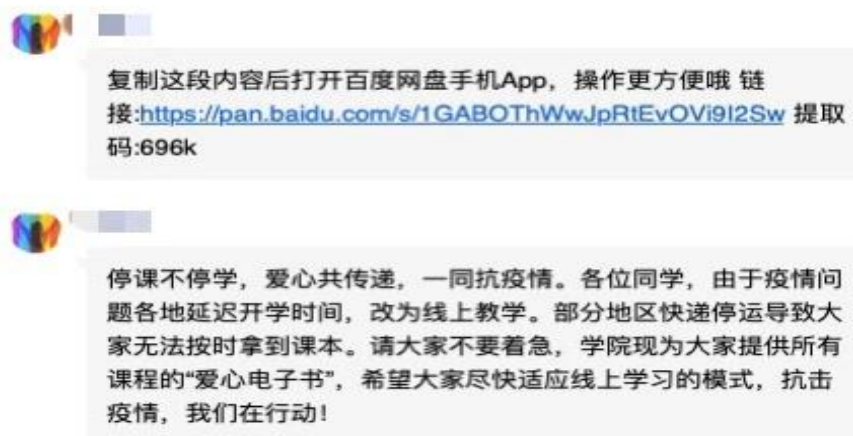 复制这段内容后打开百度网盘手机App，操作更方便哦 链
接:https://pan.baidu.com/s/1GABOThWwJpRtEvOVi9I2Sw 提取
码:696k
停课不停学，爱心共传递，一同抗疫情。各位同学，由于疫情问
题各地延迟开学时间，改为线上教学。部分地区快递停运导致大
家无法按时拿到课本。请大家不要着急，学院现为大家提供所有
课程的“爱心电子书”，希望大家尽快适应线上学习的模式，抗击
疫情，我们在行动！